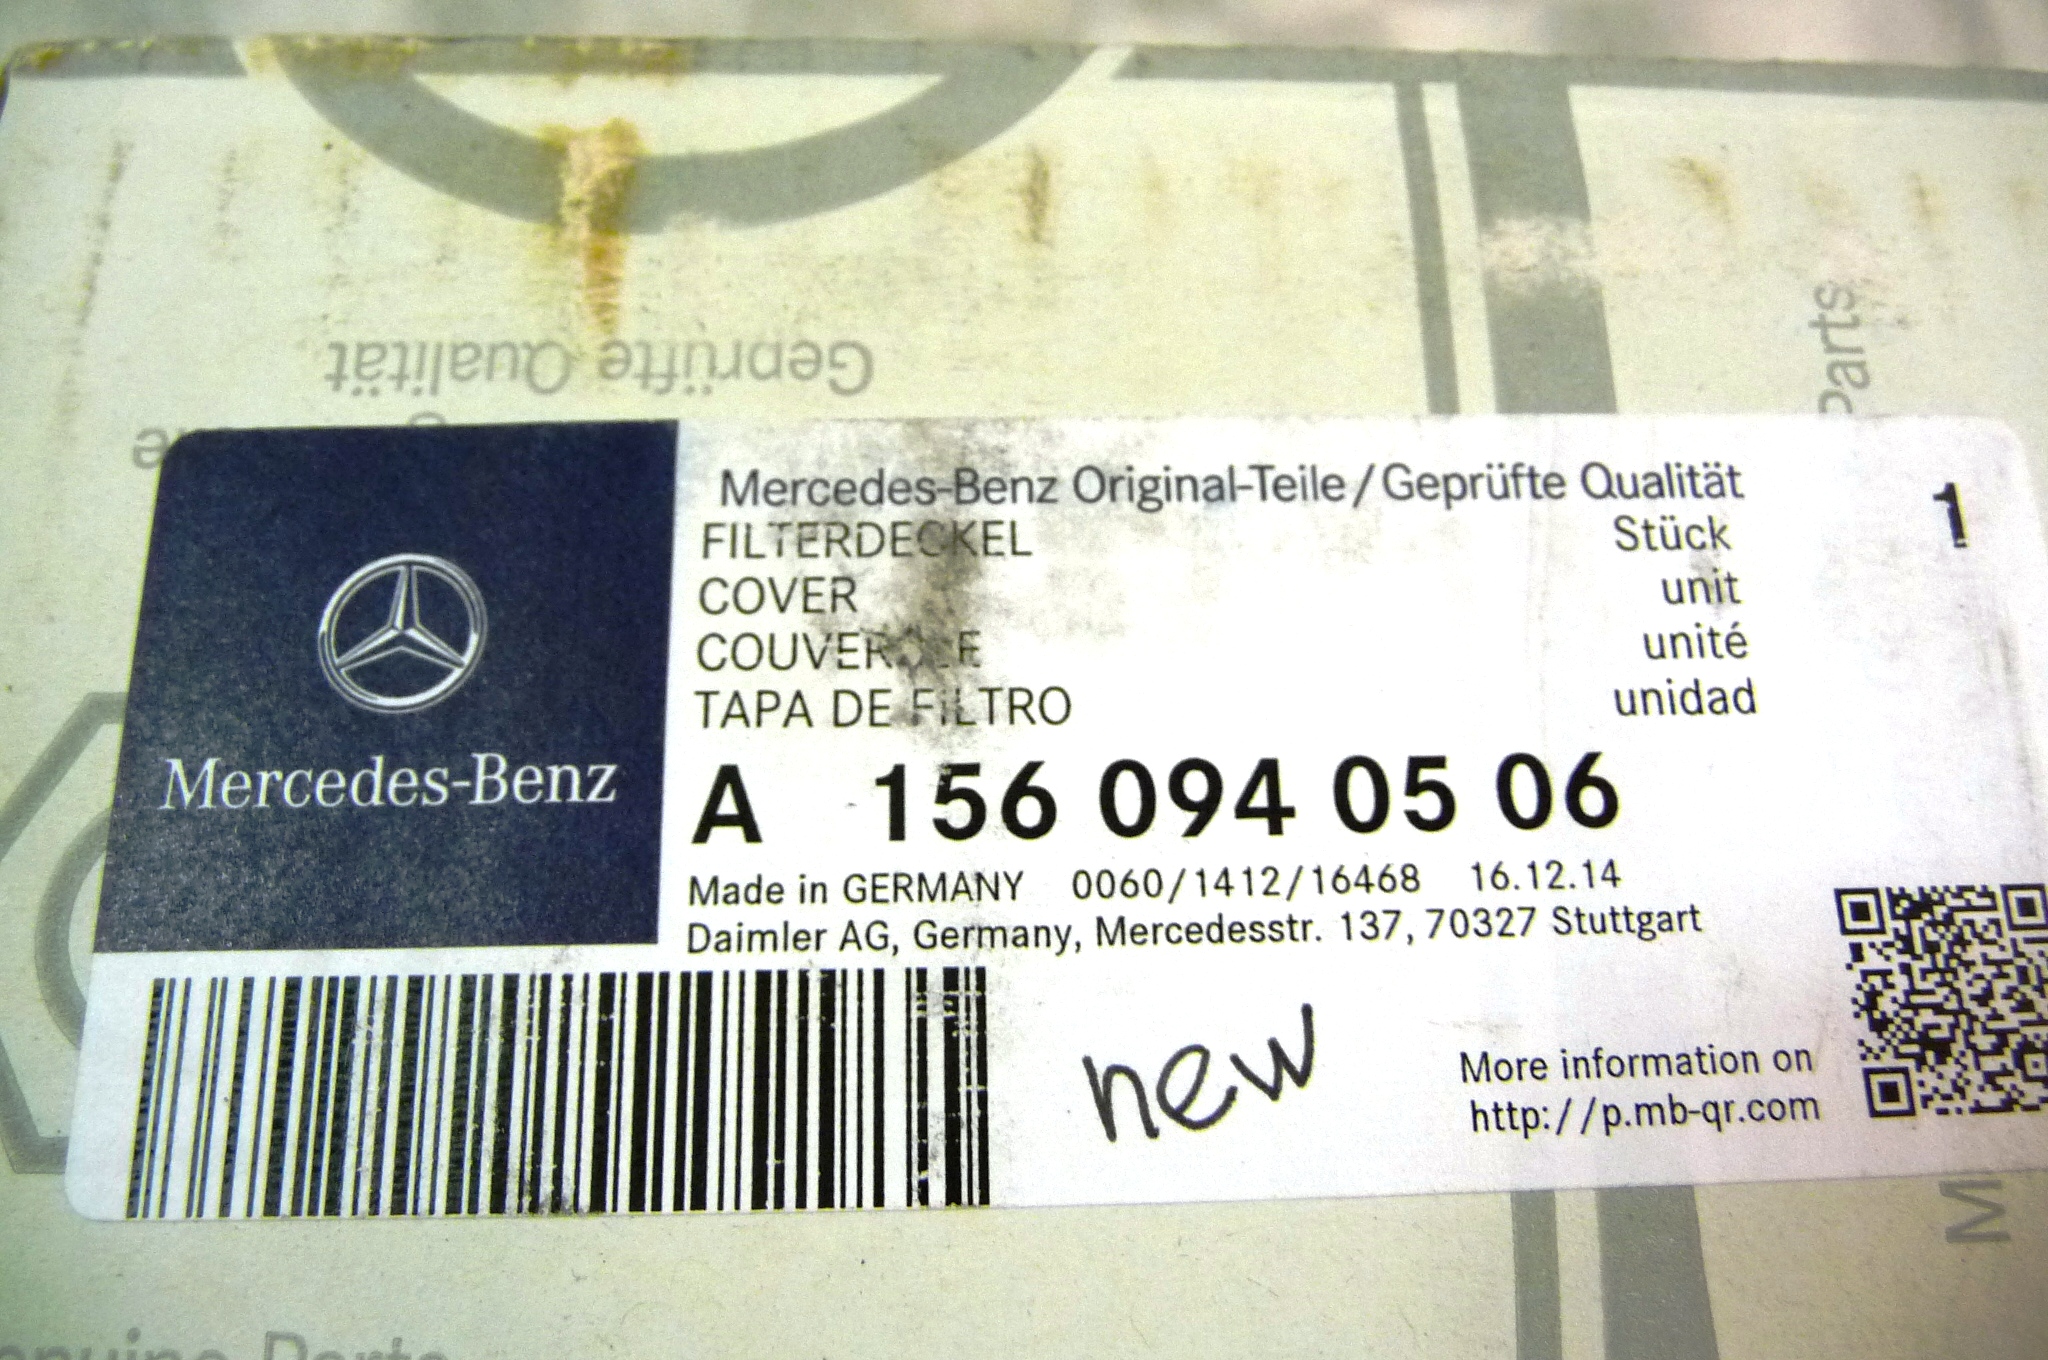 Geprüfte Qualität
Parts
Mercedes-Benz
Mercedes-Benz Original-Teile/Geprüfte Qualität
FILTERDECKEL Stück 1
COVER unit
COUVERCLE unité
TAPA DE FILTRO unidad
A 156 094 05 06
Made in GERMANY 0060/1412/16468 16.12.14
Daimler AG, Germany, Mercedesstr. 137, 70327 Stuttgart
new
More information on
http://p.mb-qr.com